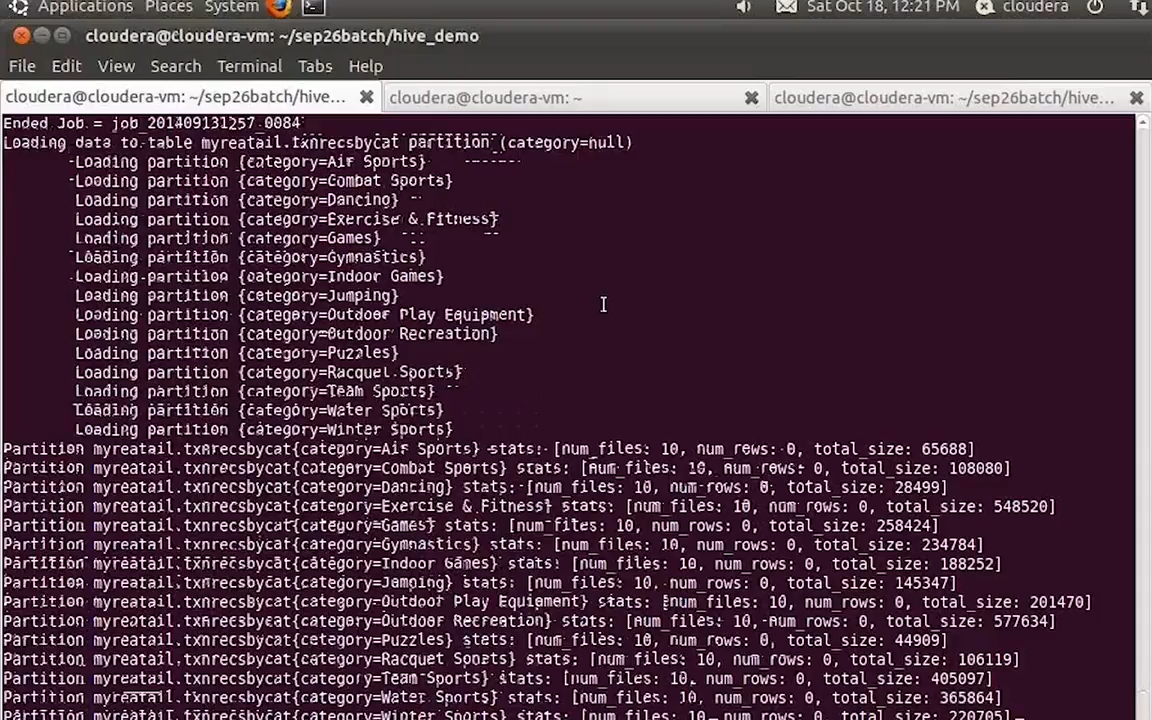 Applications Places System Sat Oct 18, 12:21 PM cloudera
cloudera@cloudera-vm: ~/sep26batch/hive_demo
File Edit View Search Terminal Tabs Help
cloudera@cloudera-vm: ~/sep26batch/hive... cloudera@cloudera-vm: ~ cloudera@cloudera-vm: ~/sep26batch/hive...
Ended Job = job_201409131257_0084
Loading data to table myreatail.txnrecsbycat partition (category=null)
Loading partition {category=Air Sports}
Loading partition {category=Combat Sports}
Loading partition {category=Dancing}
Loading partition {category=Exercise & Fitness}
Loading partition {category=Games}
Loading partition {category=Gymnastics}
Loading partition {category=Indoor Games}
Loading partition {category=Jumping}
Loading partition {category=Outdoor Play Equipment}
Loading partition {category=Outdoor Recreation}
Loading partition {category=Puzzles}
Loading partition {category=Racquet Sports}
Loading partition {category=Team Sports}
Loading partition {category=Water Sports}
Loading partition {category=Winter Sports}
Partition myreatail.txnrecsbycat{category=Air Sports} stats: [num_files: 10, num_rows: 0, total_size: 65688]
Partition myreatail.txnrecsbycat{category=Combat Sports} stats: [num_files: 10, num_rows: 0, total_size: 108080]
Partition myreatail.txnrecsbycat{category=Dancing} stats: [num_files: 10, num_rows: 0, total_size: 28499]
Partition myreatail.txnrecsbycat{category=Exercise & Fitness} stats: [num_files: 10, num_rows: 0, total_size: 548520]
Partition myreatail.txnrecsbycat{category=Games} stats: [num_files: 10, num_rows: 0, total_size: 258424]
Partition myreatail.txnrecsbycat{category=Gymnastics} stats: [num_files: 10, num_rows: 0, total_size: 234784]
Partition myreatail.txnrecsbycat{category=Indoor Games} stats: [num_files: 10, num_rows: 0, total_size: 188252]
Partition myreatail.txnrecsbycat{category=Jumping} stats: [num_files: 10, num_rows: 0, total_size: 145347]
Partition myreatail.txnrecsbycat{category=Outdoor Play Equipment} stats: [num_files: 10, num_rows: 0, total_size: 201470]
Partition myreatail.txnrecsbycat{category=Outdoor Recreation} stats: [num_files: 10, num_rows: 0, total_size: 577634]
Partition myreatail.txnrecsbycat{category=Puzzles} stats: [num_files: 10, num_rows: 0, total_size: 44909]
Partition myreatail.txnrecsbycat{category=Racquet Sports} stats: [num_files: 10, num_rows: 0, total_size: 106119]
Partition myreatail.txnrecsbycat{category=Team Sports} stats: [num_files: 10, num_rows: 0, total_size: 405097]
Partition myreatail.txnrecsbycat{category=Water Sports} stats: [num_files: 10, num_rows: 0, total_size: 365864]
Partition myreatail.txnrecsbycat{category=Winter Sports} stats: [num_files: 10, num_rows: 0, total_size: 220705]